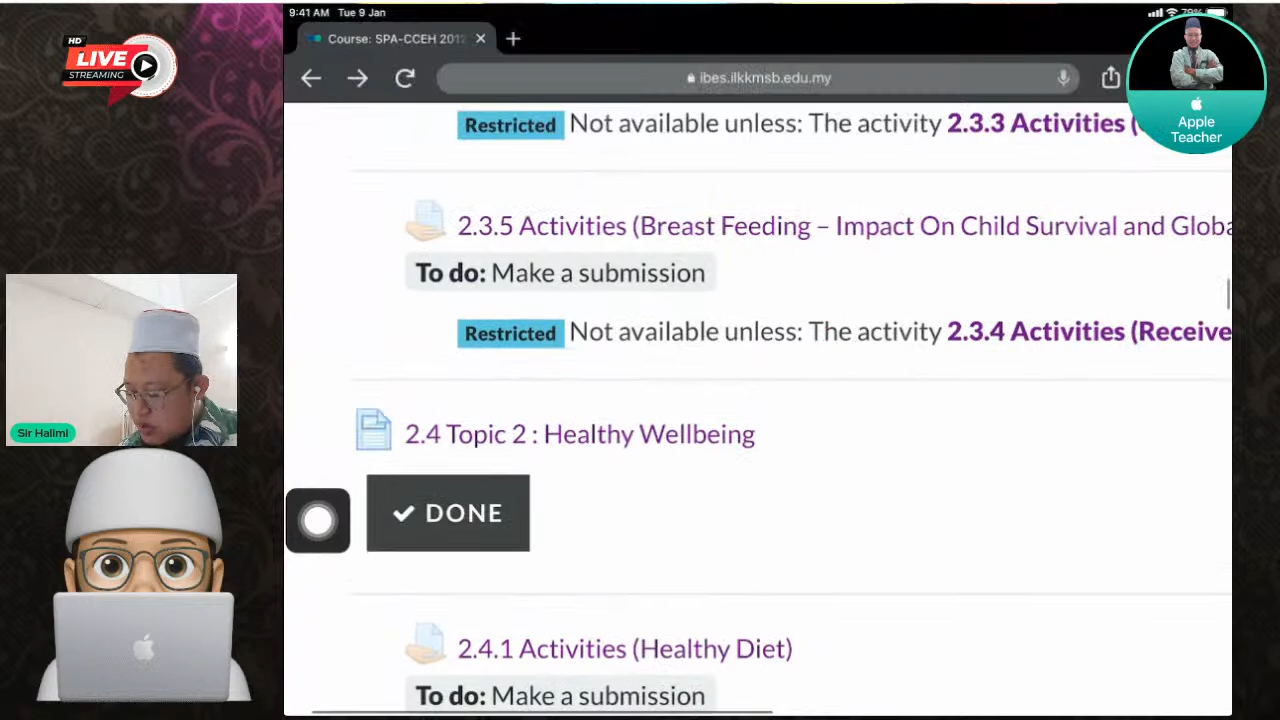 9:41 AM Tue 9 Jan
79%
HD
LIVE
STREAMING
Course: SPA-CCEH 2012
ibes.ilkkmsb.edu.my
Apple
Teacher
Restricted Not available unless: The activity 2.3.3 Activities (
2.3.5 Activities (Breast Feeding – Impact On Child Survival and Globa
To do: Make a submission
Restricted Not available unless: The activity 2.3.4 Activities (Receive
Sir Halimi
2.4 Topic 2 : Healthy Wellbeing
DONE
2.4.1 Activities (Healthy Diet)
To do: Make a submission